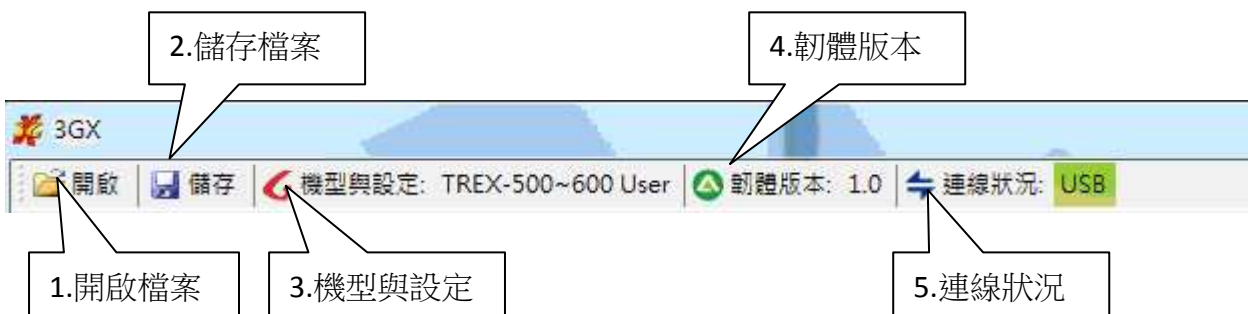 2.儲存檔案
4.韌體版本
3GX
開啟 儲存 機型與設定: TREX-500~600 User 韌體版本: 1.0 連線狀況: USB
1.開啟檔案
3.機型與設定
5.連線狀況